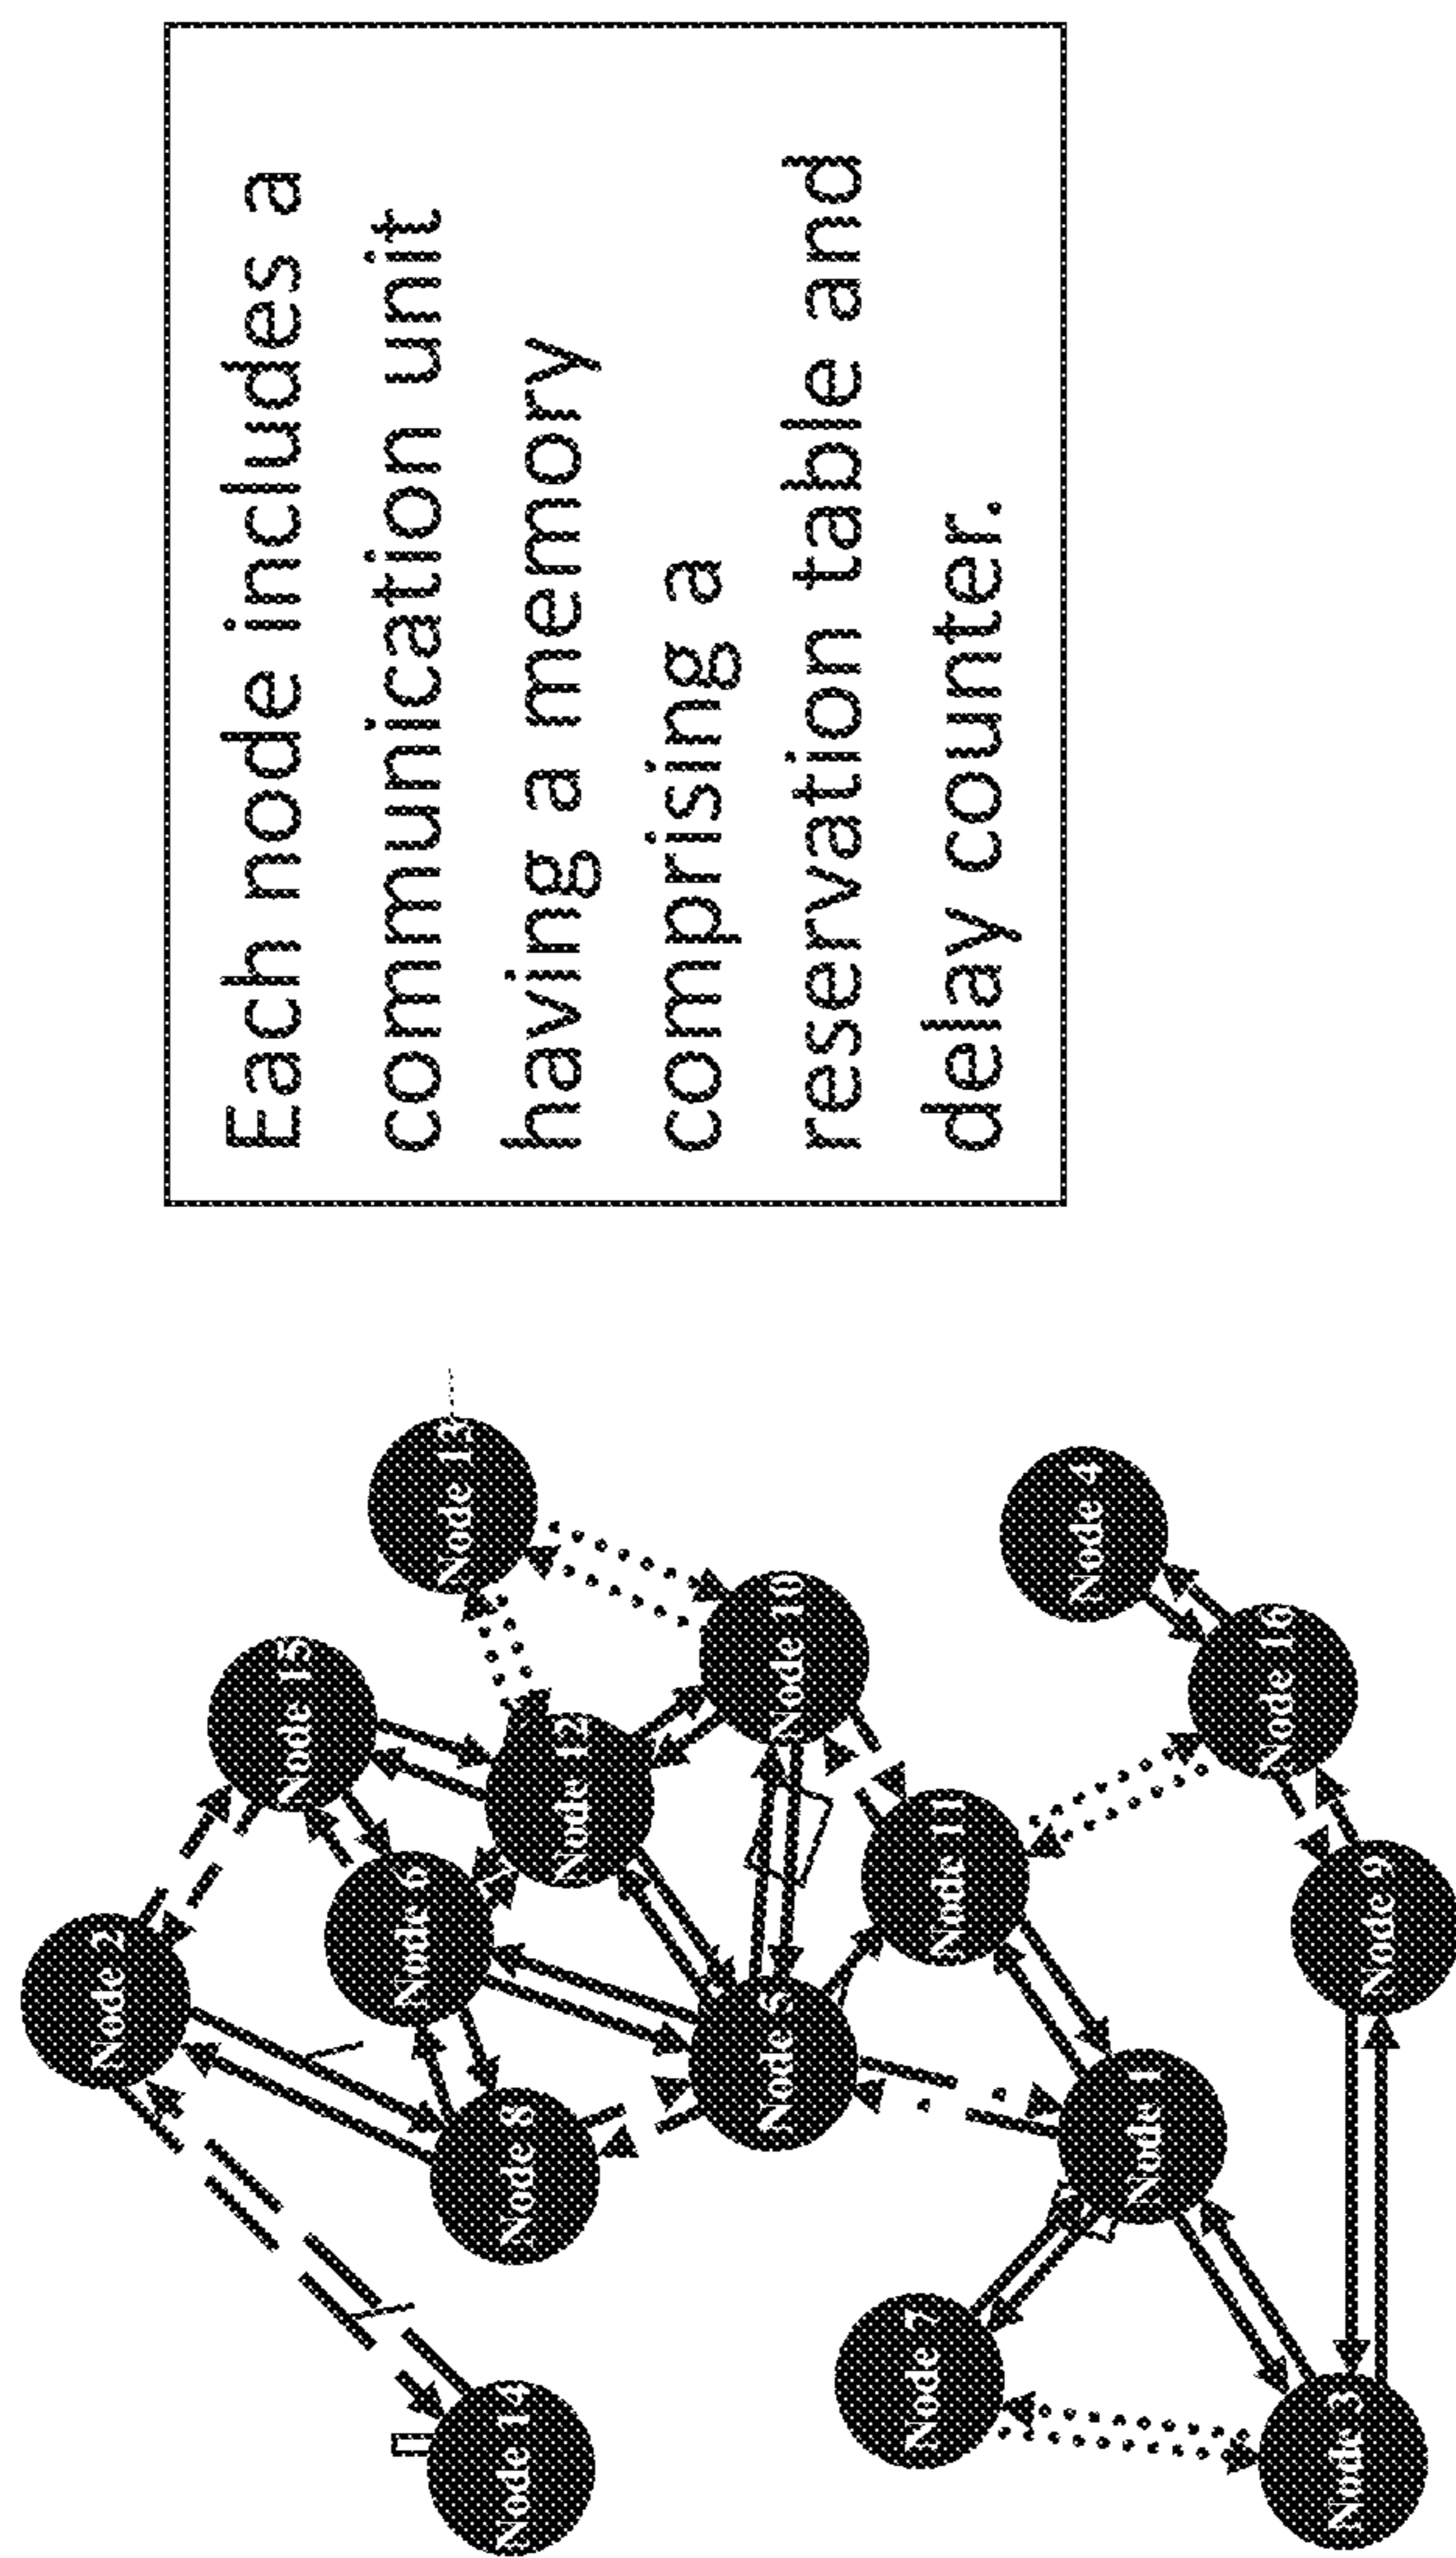 Each node includes a
communication unit
having a memory
comprising a
reservation table and
delay counter.
Node 2
Node 15
Node 13
Node 6
Node 14
Node 8
Node 12
Node 5
Node 10
Node 7
Node 11
Node 4
Node 1
Node 16
Node 3
Node 9